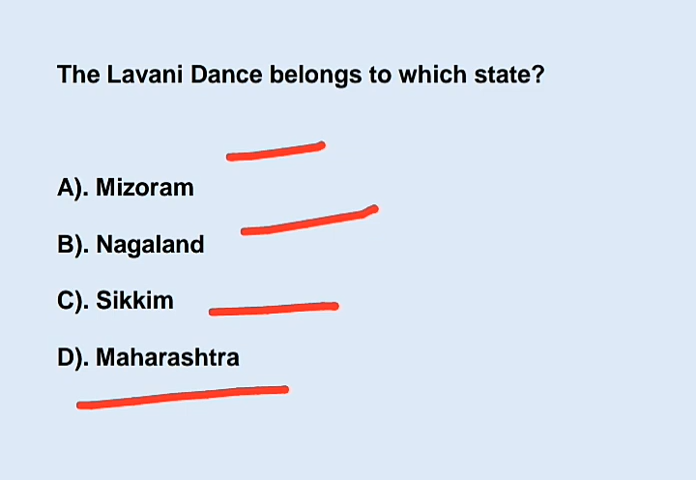 The Lavani Dance belongs to which state?
A). Mizoram
B). Nagaland
C). Sikkim
D). Maharashtra